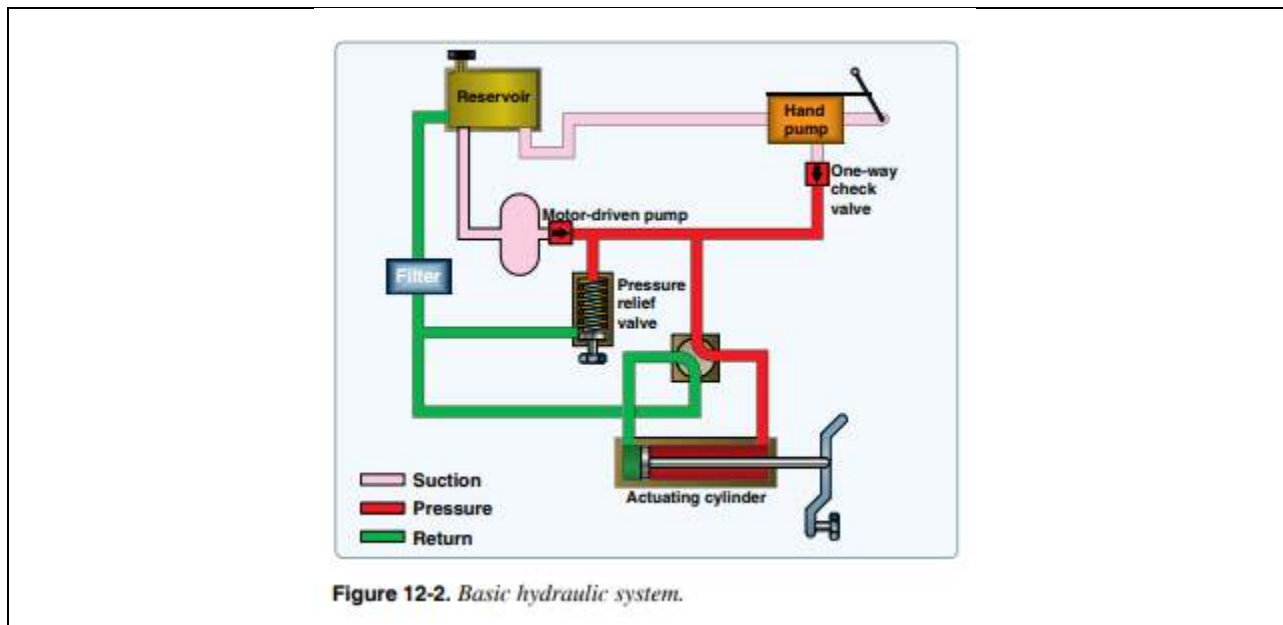 Reservoir
Hand
pump
One-way
check
valve
Motor-driven pump
Filter
Pressure
relief
valve
Suction
Pressure
Return
Actuating cylinder
Figure 12-2. Basic hydraulic system.